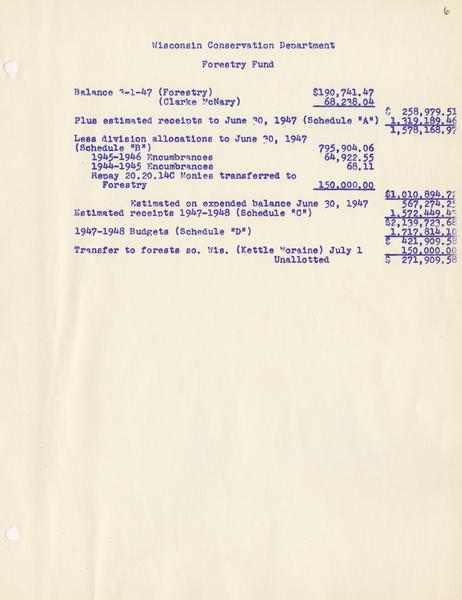 6
Wisconsin Conservation Department
Forestry Fund
Balance 3-1-47 (Forestry) $190,741.47
(Clarke McNary) 68,238.04
$ 258,979.51
Plus estimated receipts to June 30, 1947 (Schedule "A") 1,319,189.46
1,578,168.97
Less division allocations to June 30, 1947
(Schedule "B") 795,904.06
1945-1946 Encumbrances 64,922.55
1944-1945 Encumbrances 68.11
Repay 20.20.14C Monies transferred to
Forestry 150,000.00
$1,010,894.72
Estimated on expended balance June 30, 1947 567,274.25
Estimated receipts 1947-1948 (Schedule "C") 1,572,449.43
$2,139,723.68
1947-1948 Budgets (Schedule "D") 1,717,814.10
$ 421,909.58
Transfer to forests so. Wis. (Kettle Moraine) July 1 150,000.00
Unallotted $ 271,909.58